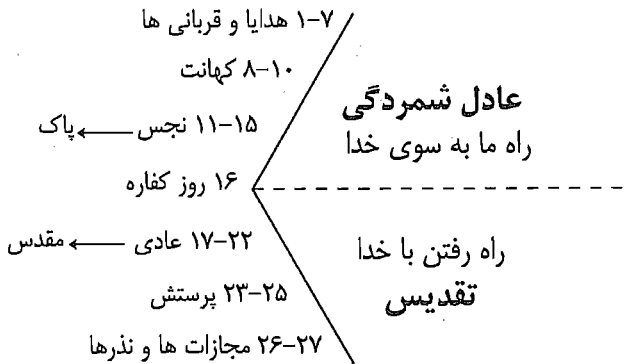 ۱-۷ هدایا و قربانی ها
۸-۱۰ کهانت
۱۱-۱۵ نجس ← پاک
۱۶ روز کفاره
۱۷-۲۲ عادی ← مقدس
۲۳-۲۵ پرستش
۲۶-۲۷ مجازات ها و نذرها
عادل شمردگی
راه ما به سوی خدا
راه رفتن با خدا
تقدیس